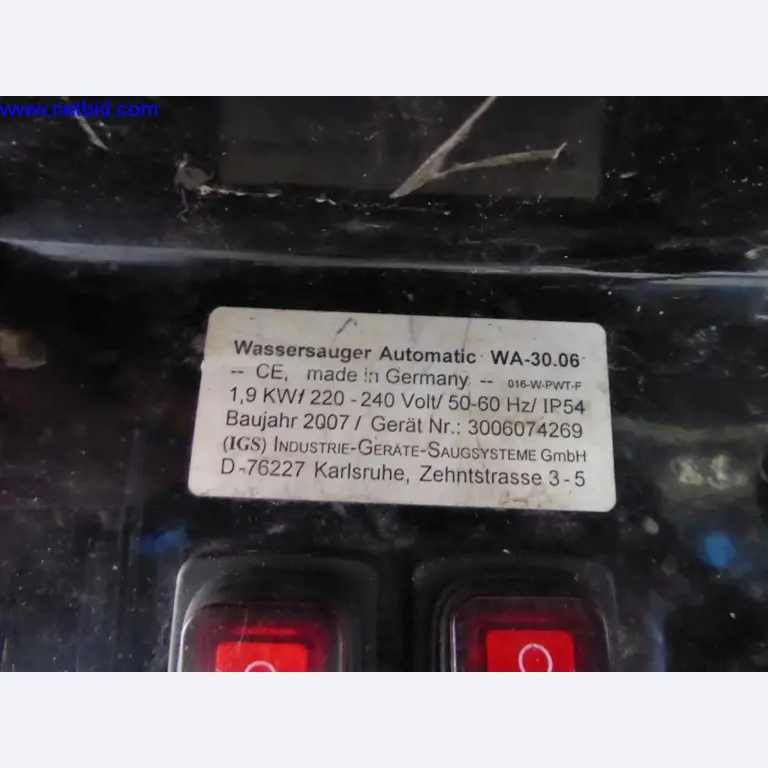 www.netbid.com
Wassersauger Automatic WA-30.06
-- CE, made in Germany -- 016-W-PWT-F
1,9 KW/ 220 - 240 Volt/ 50-60 Hz/ IP54
Baujahr 2007 / Gerät Nr.: 3006074269
(IGS) INDUSTRIE-GERÄTE-SAUGSYSTEME GmbH
D-76227 Karlsruhe, Zehntstrasse 3-5